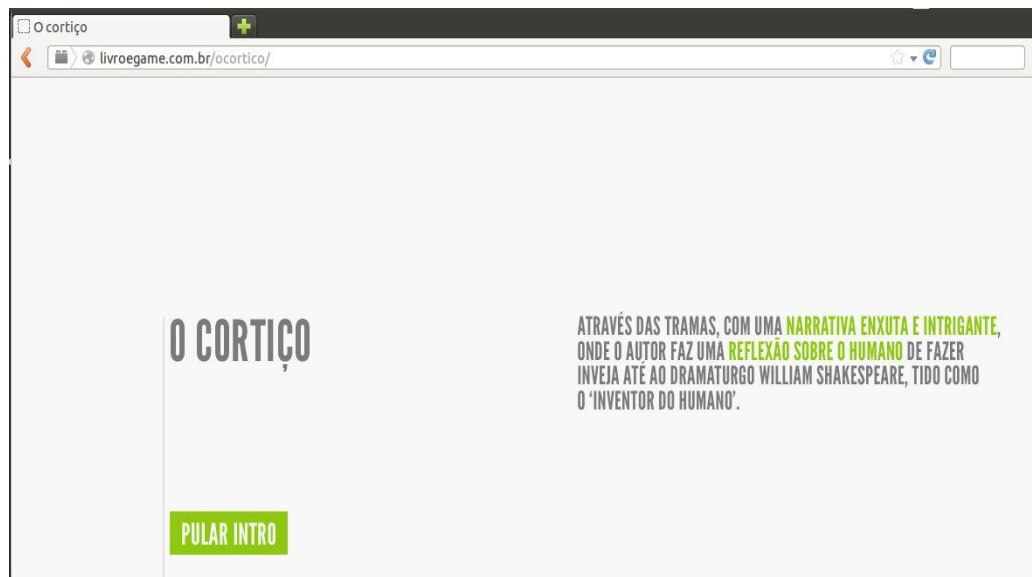 O cortiço
livroegame.com.br/ocortico/
O CORTIÇO
ATRAVÉS DAS TRAMAS, COM UMA NARRATIVA ENXUTA E INTRIGANTE,
ONDE O AUTOR FAZ UMA REFLEXÃO SOBRE O HUMANO DE FAZER
INVEJA ATÉ AO DRAMATURGO WILLIAM SHAKESPEARE, TIDO COMO
O ‘INVENTOR DO HUMANO’.
PULAR INTRO